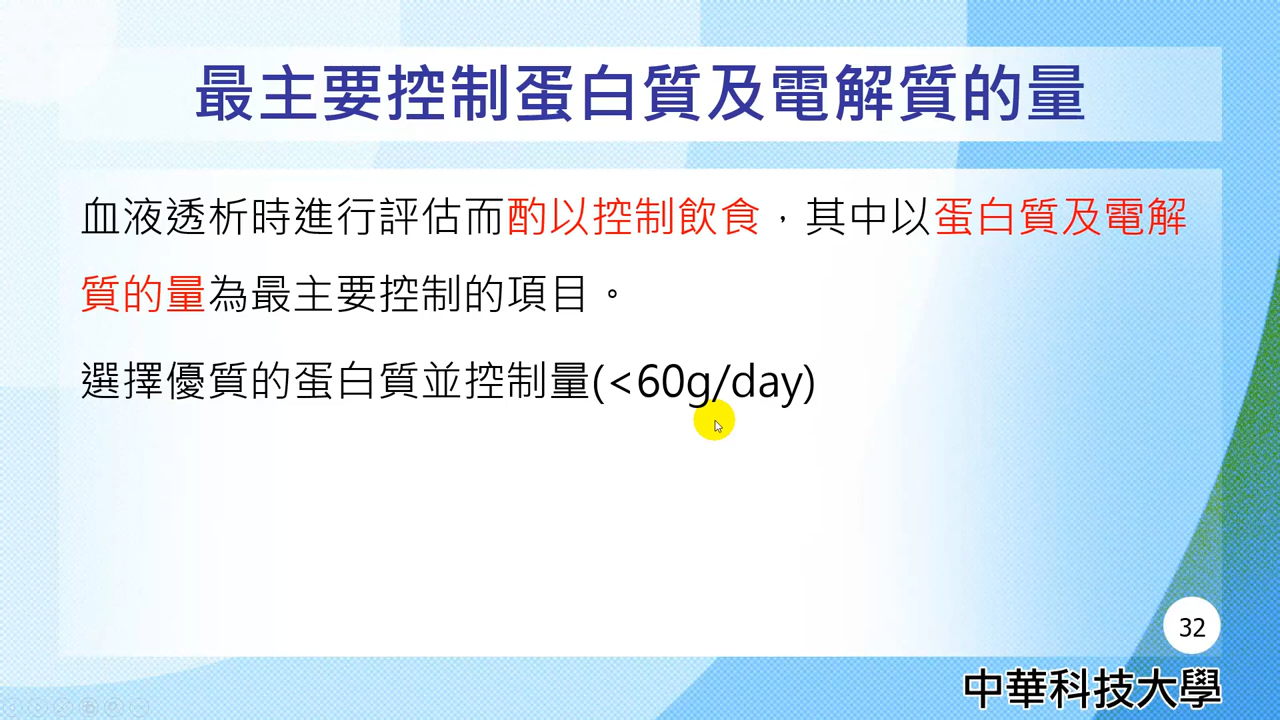 最主要控制蛋白質及電解質的量
血液透析時進行評估而酌以控制飲食，其中以蛋白質及電解
質的量為最主要控制的項目。
選擇優質的蛋白質並控制量(<60g/day)
32
中華科技大學